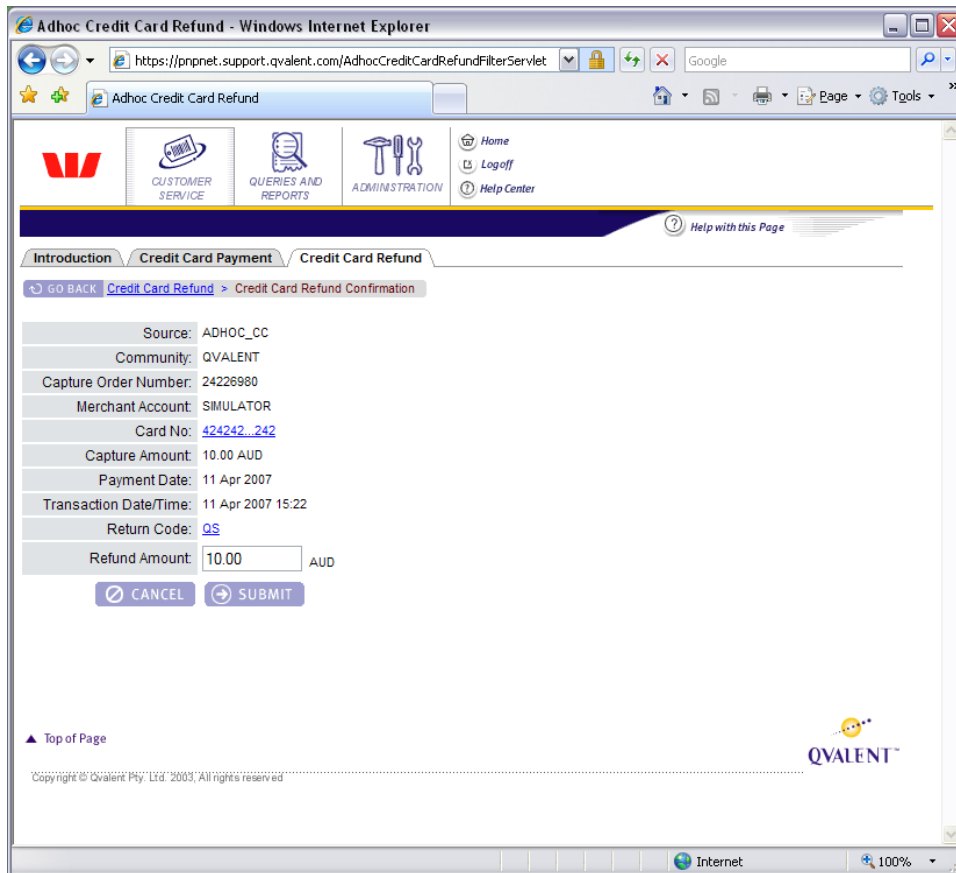 Adhoc Credit Card Refund - Windows Internet Explorer
https://pnpnet.support.qvalent.com/AdhocCreditCardRefundFilterServlet
Google
Adhoc Credit Card Refund
Page
Tools
CUSTOMER SERVICE
QUERIES AND REPORTS
ADMINISTRATION
Home
Logoff
Help Center
Help with this Page
Introduction
Credit Card Payment
Credit Card Refund
GO BACK Credit Card Refund > Credit Card Refund Confirmation
Source: ADHOC_CC
Community: QVALENT
Capture Order Number: 24226980
Merchant Account: SIMULATOR
Card No: 424242...242
Capture Amount: 10.00 AUD
Payment Date: 11 Apr 2007
Transaction Date/Time: 11 Apr 2007 15:22
Return Code: QS
Refund Amount: 10.00 AUD
CANCEL SUBMIT
Top of Page
QVALENT™
Copyright © Qvalent Pty. Ltd. 2003, All rights reserved
Internet
100%